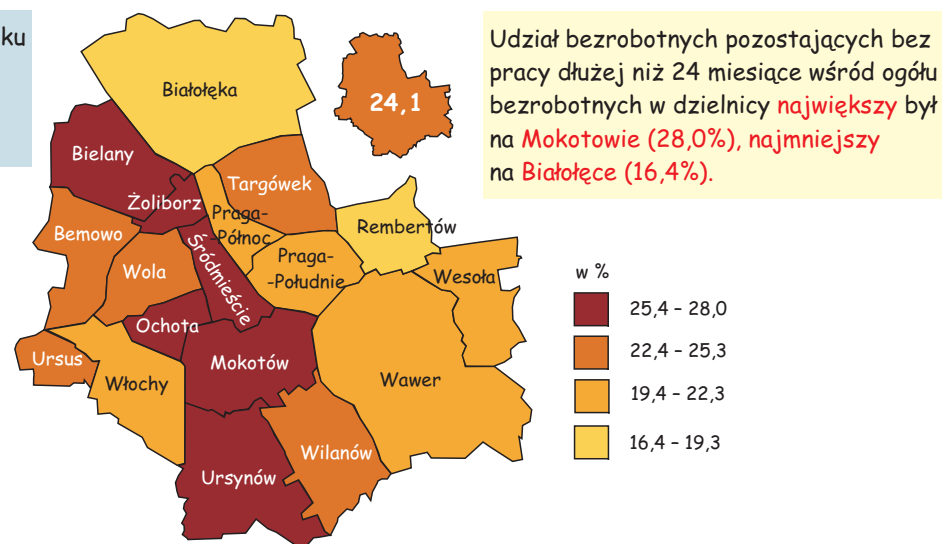 ku
Udział bezrobotnych pozostających bez
pracy dłużej niż 24 miesiące wśród ogółu
bezrobotnych w dzielnicy największy był
na Mokotowie (28,0%), najmniejszy
na Białołęce (16,4%).
24,1
Białołęka
Bielany
Żoliborz
Targówek
Praga-
-Północ
Rembertów
Bemowo
Wola
Śródmieście
Praga-
-Południe
Wesoła
Ochota
Ursus
Włochy
Mokotów
Wawer
Wilanów
Ursynów
w %
25,4 – 28,0
22,4 – 25,3
19,4 – 22,3
16,4 – 19,3